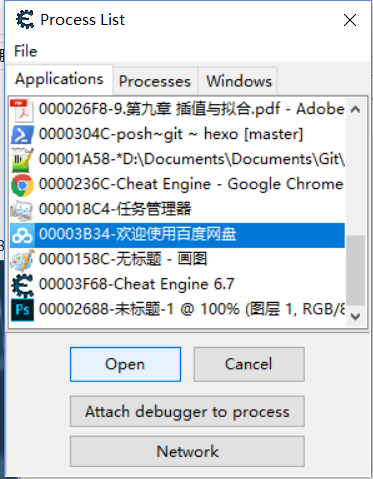 Process List
File
Applications Processes Windows
000026F8-9.第九章 插值与拟合.pdf - Adobe
0000304C-posh~git ~ hexo [master]
00001A58-*D:\Documents\Documents\Git\
0000236C-Cheat Engine - Google Chrome
000018C4-任务管理器
00003B34-欢迎使用百度网盘
0000158C-无标题 - 画图
00003F68-Cheat Engine 6.7
00002688-未标题-1 @ 100% (图层 1, RGB/8
Open Cancel
Attach debugger to process
Network